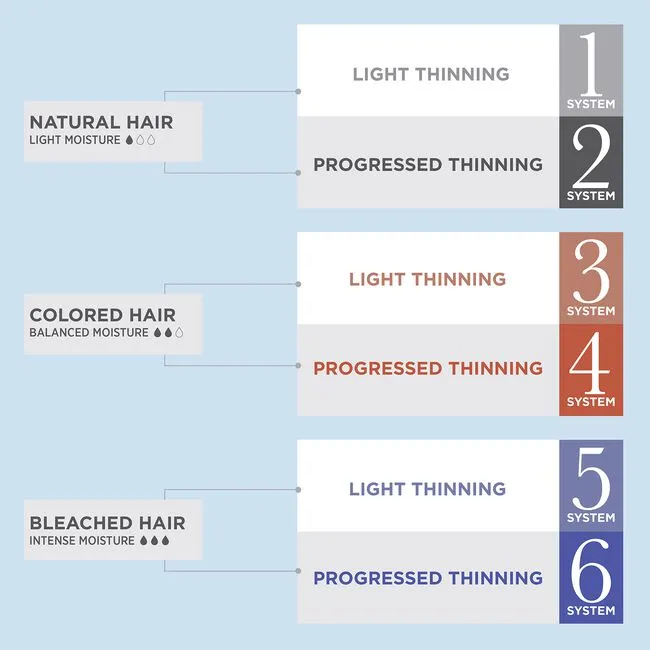 NATURAL HAIR
LIGHT MOISTURE
LIGHT THINNING
1
SYSTEM
PROGRESSED THINNING
2
SYSTEM
COLORED HAIR
BALANCED MOISTURE
LIGHT THINNING
3
SYSTEM
PROGRESSED THINNING
4
SYSTEM
BLEACHED HAIR
INTENSE MOISTURE
LIGHT THINNING
5
SYSTEM
PROGRESSED THINNING
6
SYSTEM